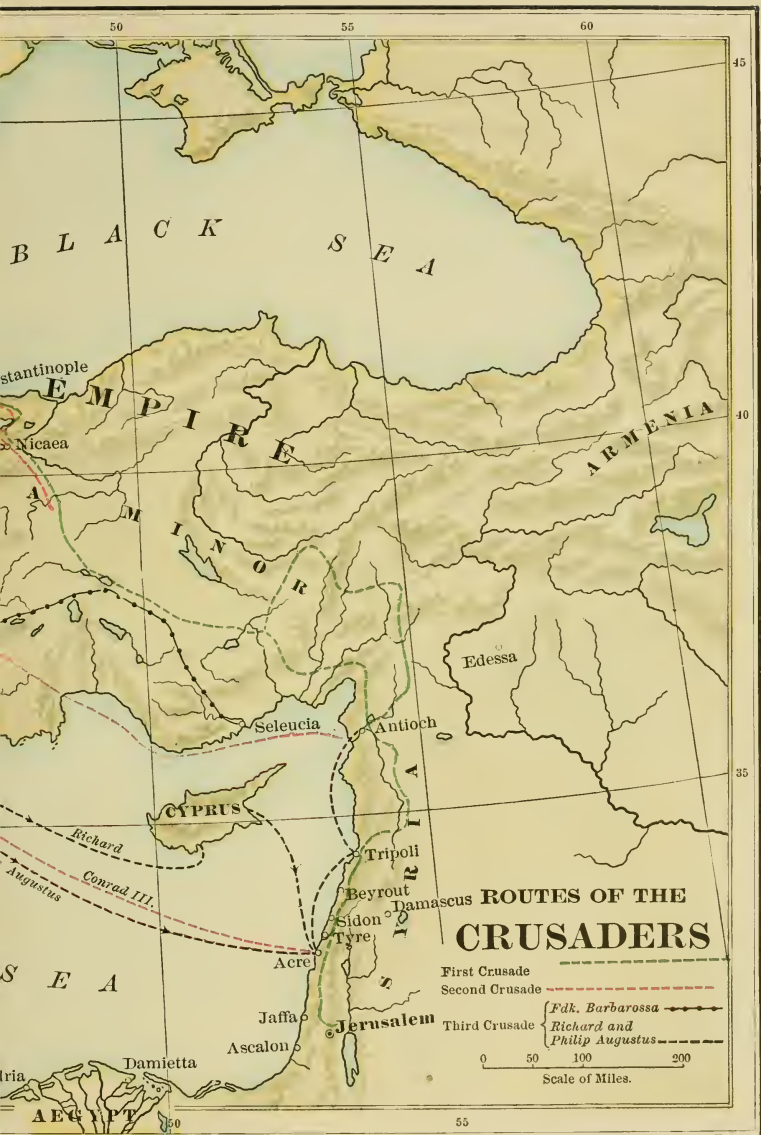 50 55 60
45
BLACK SEA
stantinople
EMPIRE
Nicaea
40
ARMENIA
A
MINOR
Edessa
Seleucia
Antioch
35
CYPRUS
Richard
Tripoli
Conrad III.
Augustus
Beyrout
Damascus
Sidon
Tyre
SYRIA
Acre
SEA
Jaffa
Jerusalem
Ascalon
Damietta
dria
AEGYPT
50 55
ROUTES OF THE
CRUSADERS
First Crusade
Second Crusade
Third Crusade
Fdk. Barbarossa
Richard and
Philip Augustus
0 50 100 200
Scale of Miles.